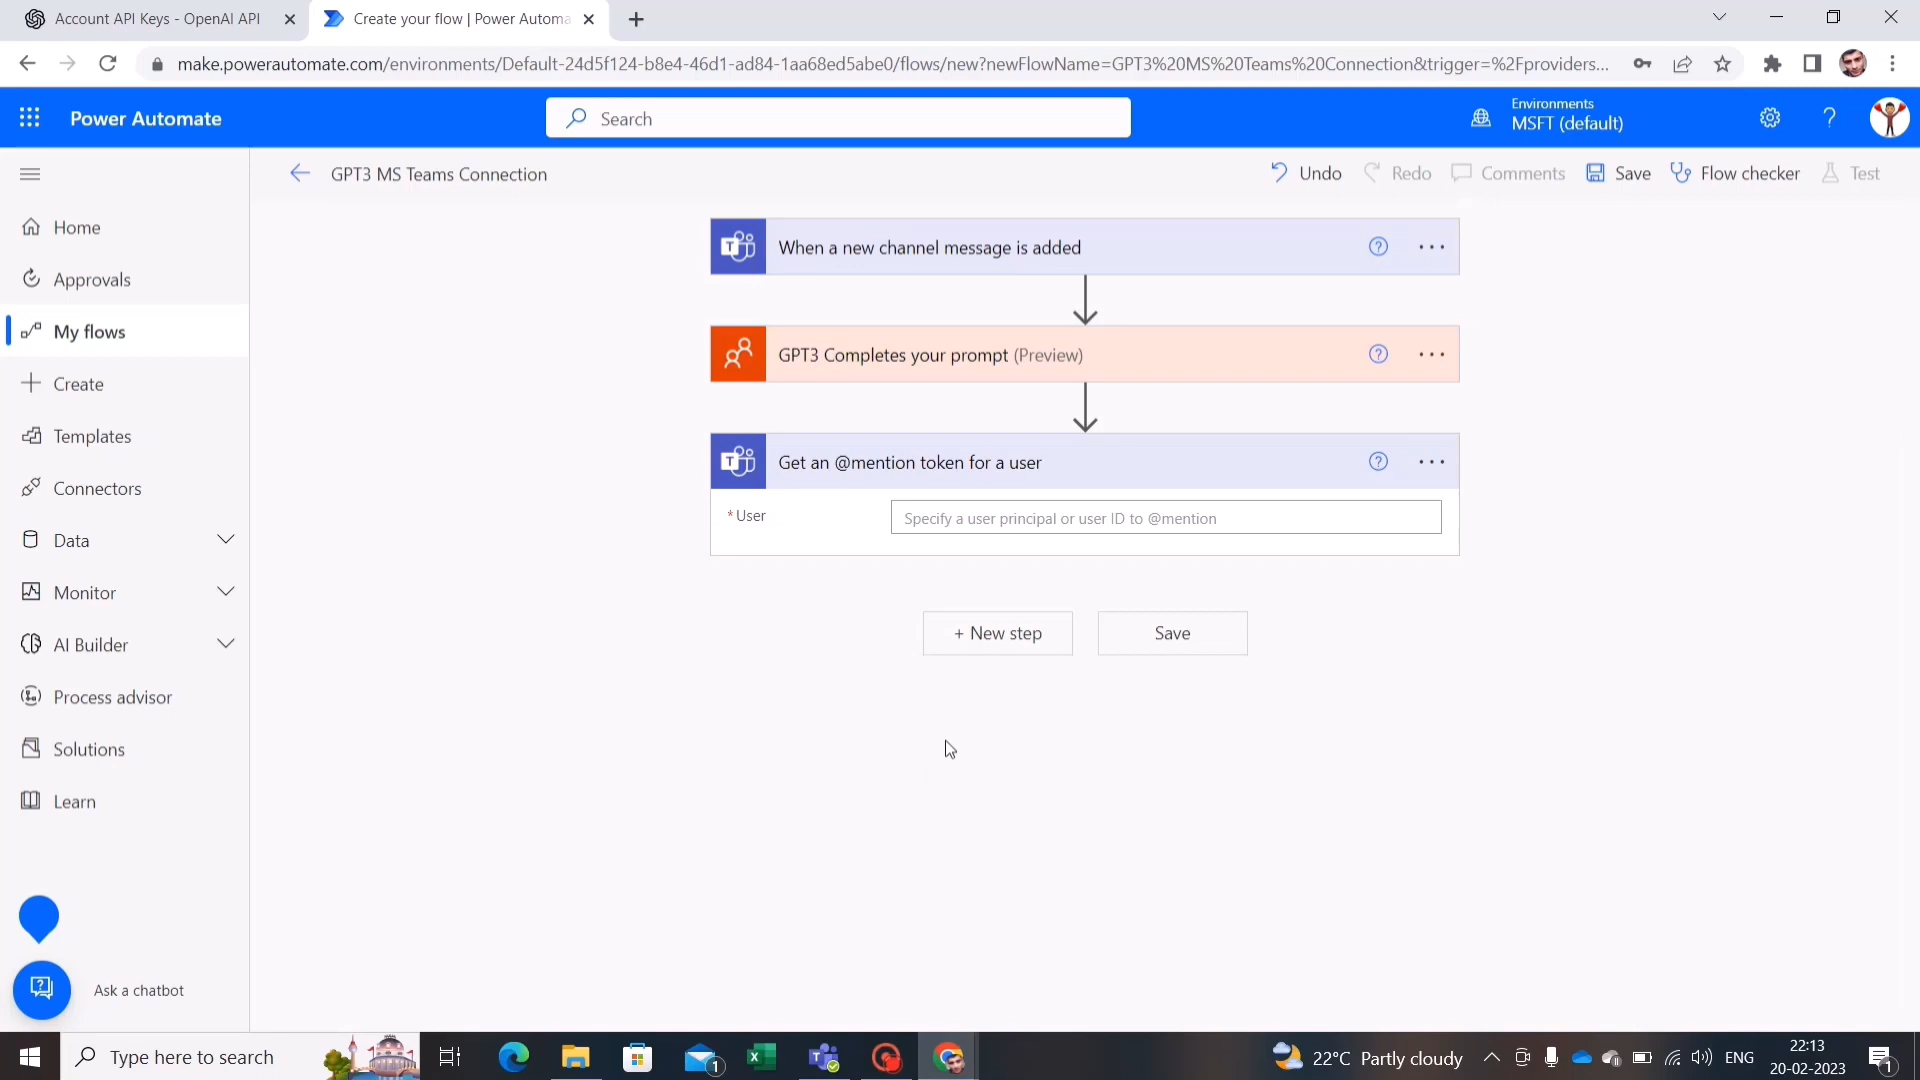 Account API Keys - OpenAI API
Create your flow | Power Automa
make.powerautomate.com/environments/Default-24d5f124-b8e4-46d1-ad84-1aa68ed5abe0/flows/new?newFlowName=GPT3%20MS%20Teams%20Connection&trigger=%2Fproviders...
Power Automate
Search
Environments
MSFT (default)
GPT3 MS Teams Connection
Undo
Redo
Comments
Save
Flow checker
Test
Home
Approvals
My flows
Create
Templates
Connectors
Data
Monitor
AI Builder
Process advisor
Solutions
Learn
Ask a chatbot
When a new channel message is added
GPT3 Completes your prompt (Preview)
Get an @mention token for a user
* User
Specify a user principal or user ID to @mention
+ New step
Save
Type here to search
1
22°C Partly cloudy
ENG
22:13
20-02-2023
1